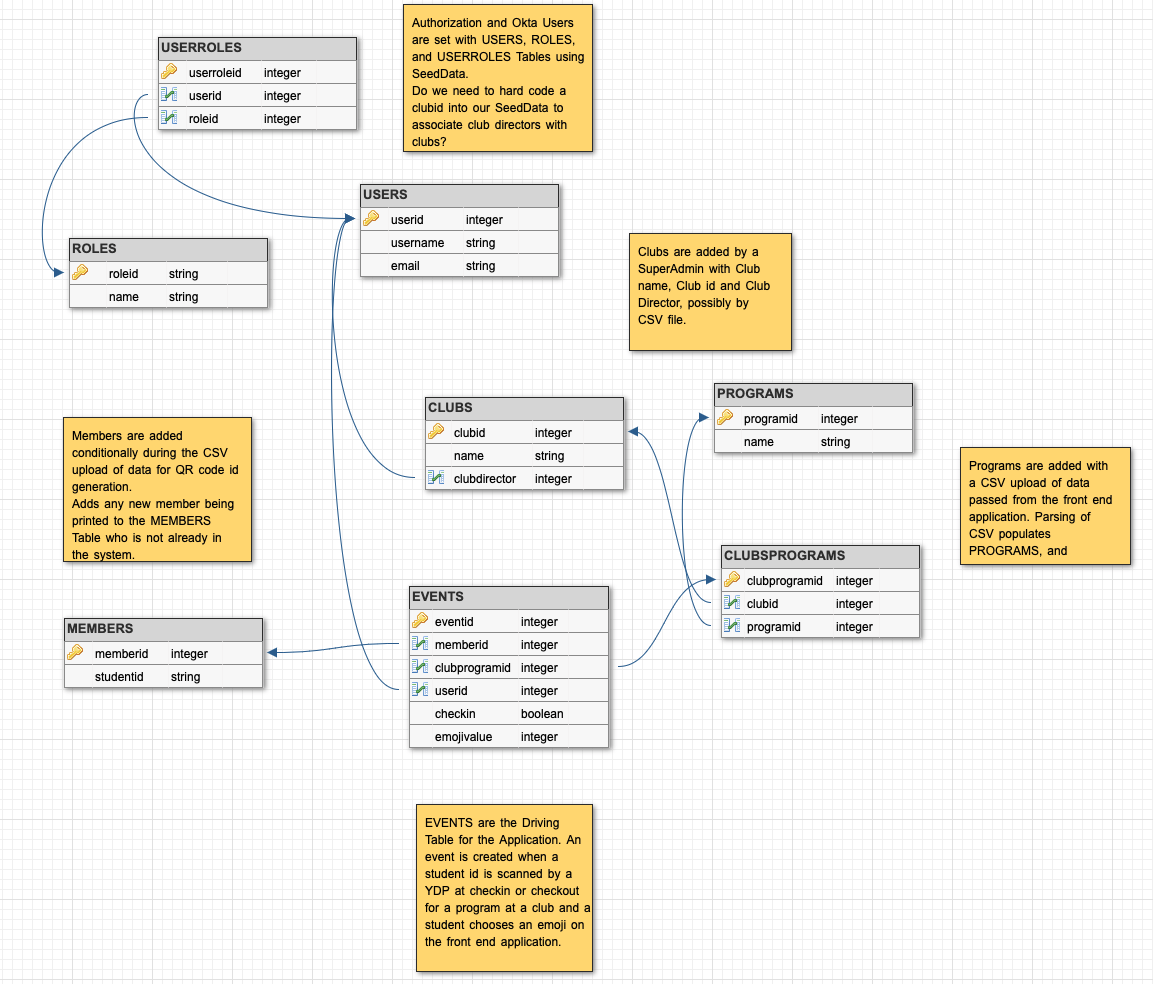 Authorization and Okta Users
are set with USERS, ROLES,
and USERROLES Tables using
SeedData.
Do we need to hard code a
clubid into our SeedData to
associate club directors with
clubs?
USERROLES
userroleid integer
userid integer
roleid integer
USERS
userid integer
username string
email string
ROLES
roleid string
name string
Clubs are added by a
SuperAdmin with Club
name, Club id and Club
Director, possibly by
CSV file.
CLUBS
clubid integer
name string
clubdirector integer
PROGRAMS
programid integer
name string
Members are added
conditionally during the CSV
upload of data for QR code id
generation.
Adds any new member being
printed to the MEMBERS
Table who is not already in
the system.
Programs are added with
a CSV upload of data
passed from the front end
application. Parsing of
CSV populates
PROGRAMS, and
CLUBSPROGRAMS
clubprogramid integer
clubid integer
programid integer
EVENTS
eventid integer
memberid integer
clubprogramid integer
userid integer
checkin boolean
emojivalue integer
MEMBERS
memberid integer
studentid string
EVENTS are the Driving
Table for the Application. An
event is created when a
student id is scanned by a
YDP at checkin or checkout
for a program at a club and a
student chooses an emoji on
the front end application.